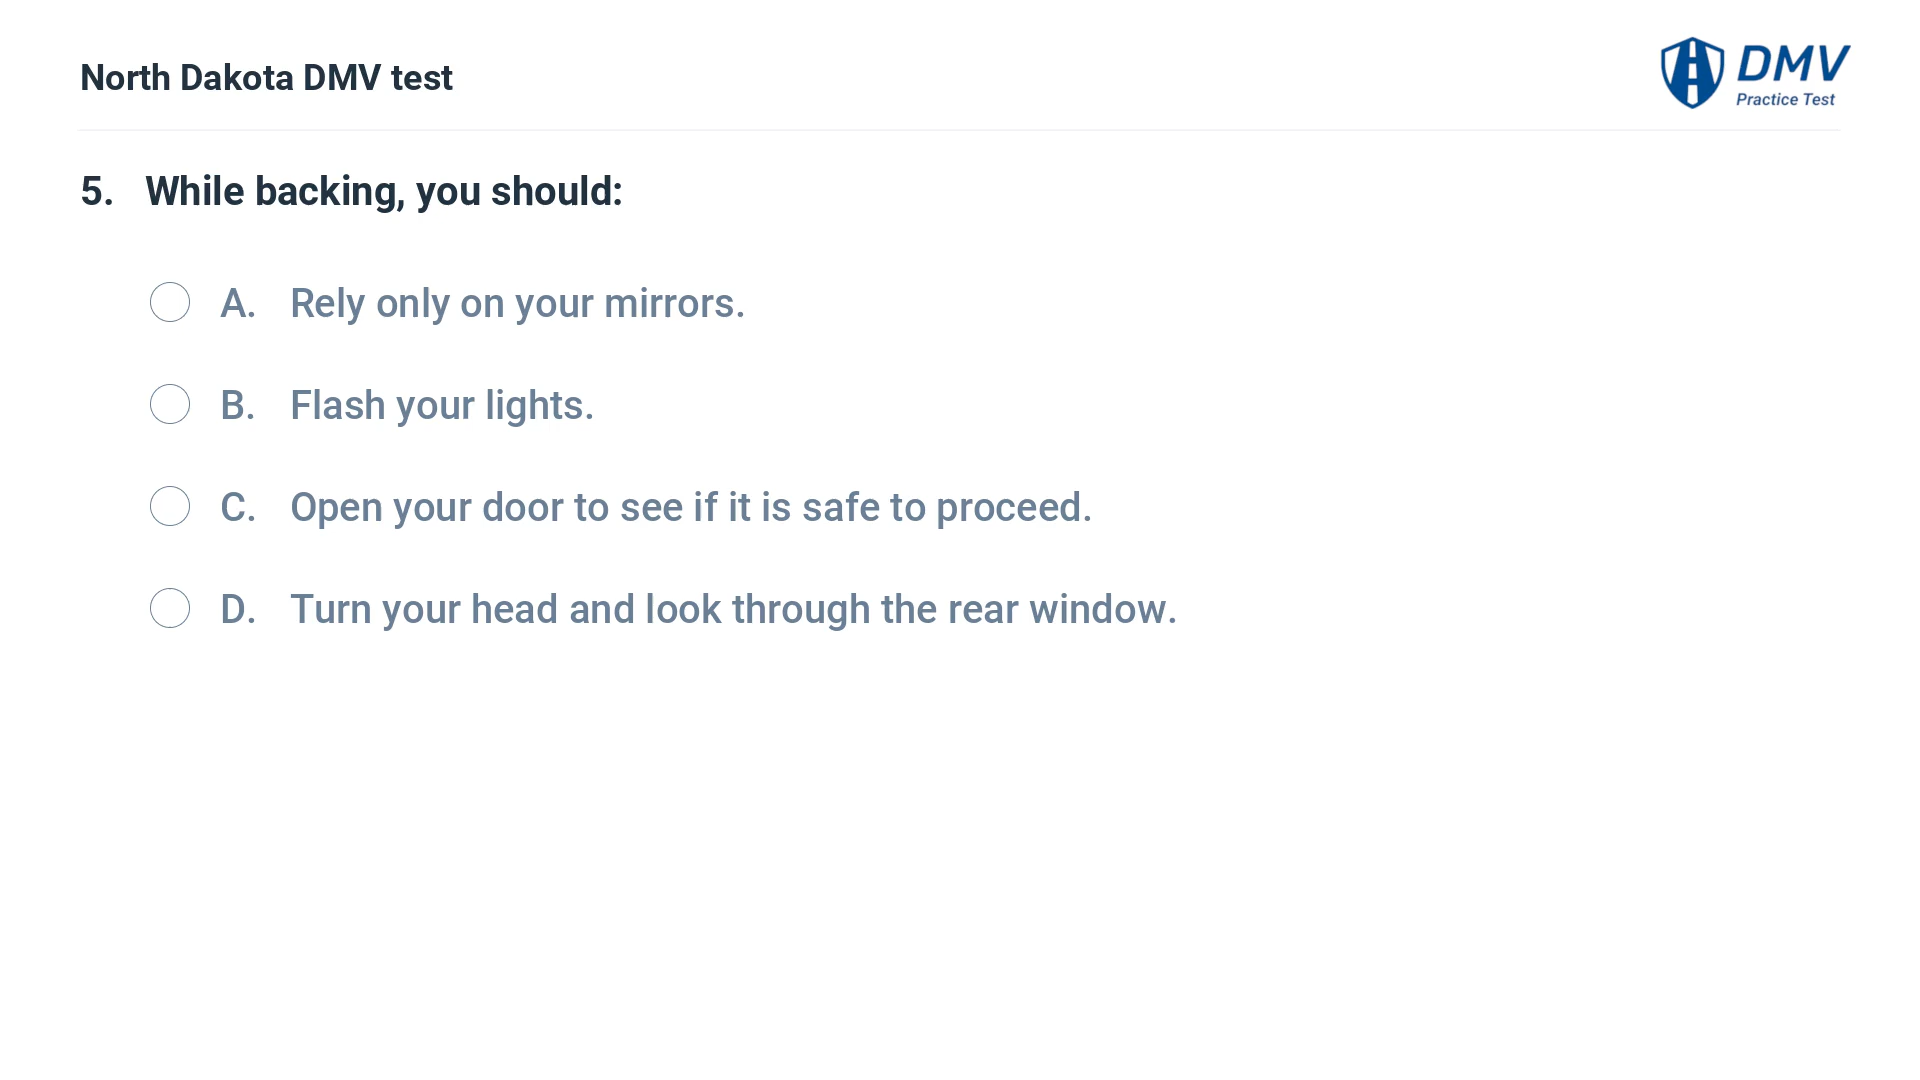 North Dakota DMV test
DMV
Practice Test
5. While backing, you should:
A. Rely only on your mirrors.
B. Flash your lights.
C. Open your door to see if it is safe to proceed.
D. Turn your head and look through the rear window.